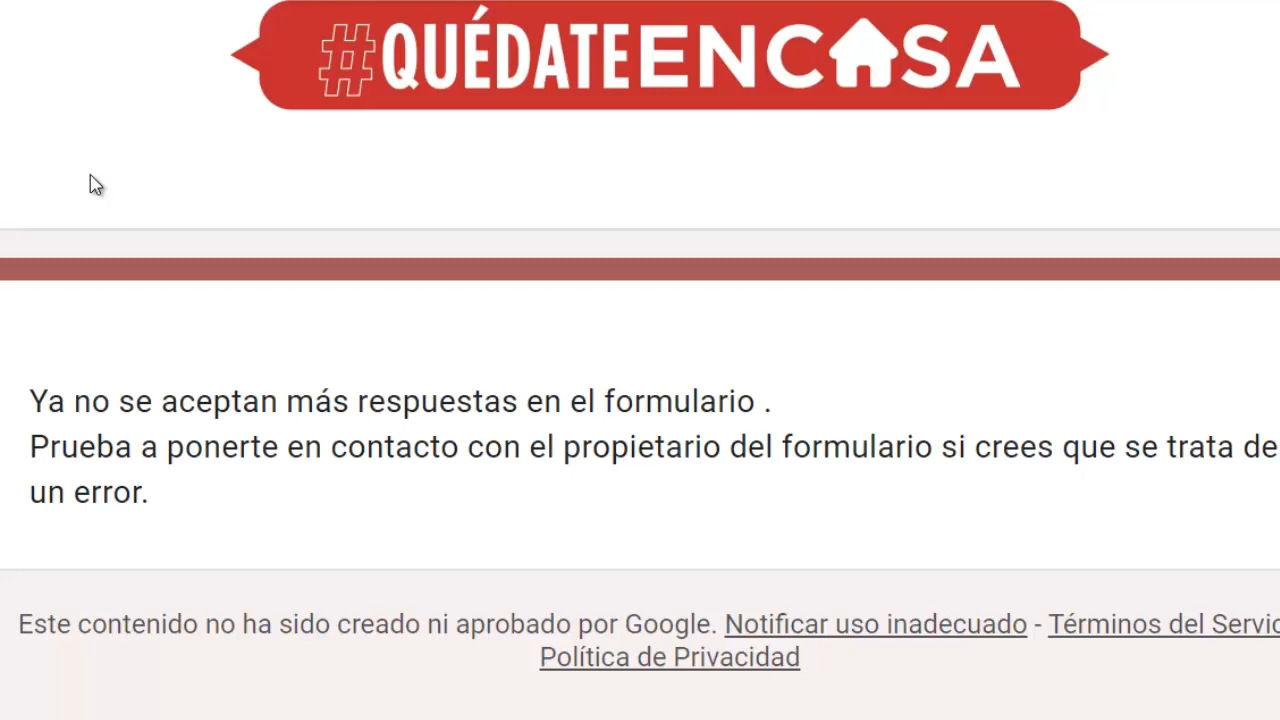 #QUÉDATEENCASA
Ya no se aceptan más respuestas en el formulario .
Prueba a ponerte en contacto con el propietario del formulario si crees que se trata de
un error.
Este contenido no ha sido creado ni aprobado por Google. Notificar uso inadecuado - Términos del
Política de Privacidad